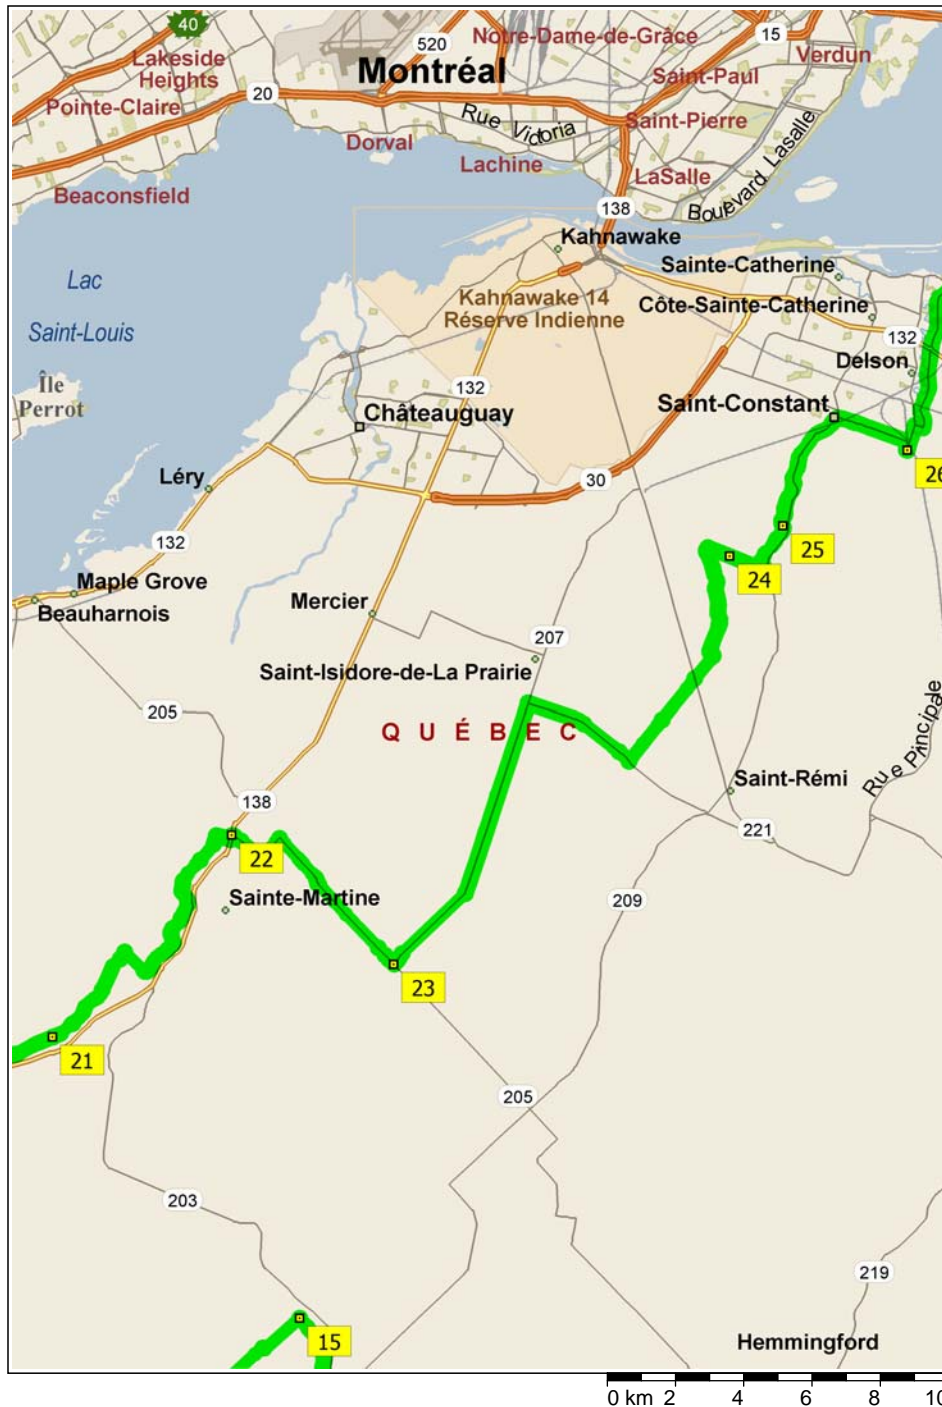 40
520
Notre-Dame-de-Grâce
15
Verdun
Lakeside
Heights
Montréal
Saint-Paul
Pointe-Claire
20
Rue Victoria
Saint-Pierre
Dorval
Lachine
LaSalle
Boulevard Lasalle
Beaconsfield
138
Kahnawake
Sainte-Catherine
Lac
Saint-Louis
Kahnawake 14
Réserve Indienne
Côte-Sainte-Catherine
132
Delson
Île
Perrot
132
Châteauguay
Saint-Constant
Léry
30
26
132
25
24
Maple Grove
Beauharnois
Mercier
207
Saint-Isidore-de-La Prairie
205
QUÉBEC
Rue Principale
Saint-Rémi
138
221
22
Sainte-Martine
209
23
21
205
203
219
15
Hemmingford
0 km 2 4 6 8 10